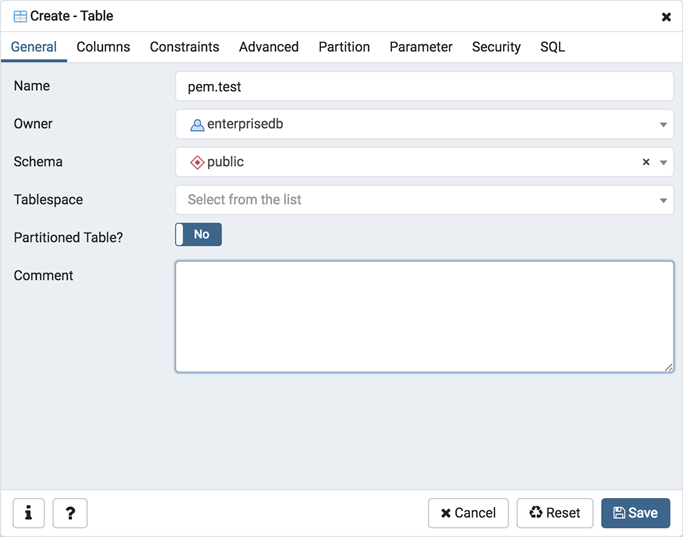 Create - Table
General Columns Constraints Advanced Partition Parameter Security SQL
Name pem.test
Owner enterprisedb
Schema public
Tablespace Select from the list
Partitioned Table? No
Comment
i ? Cancel Reset Save